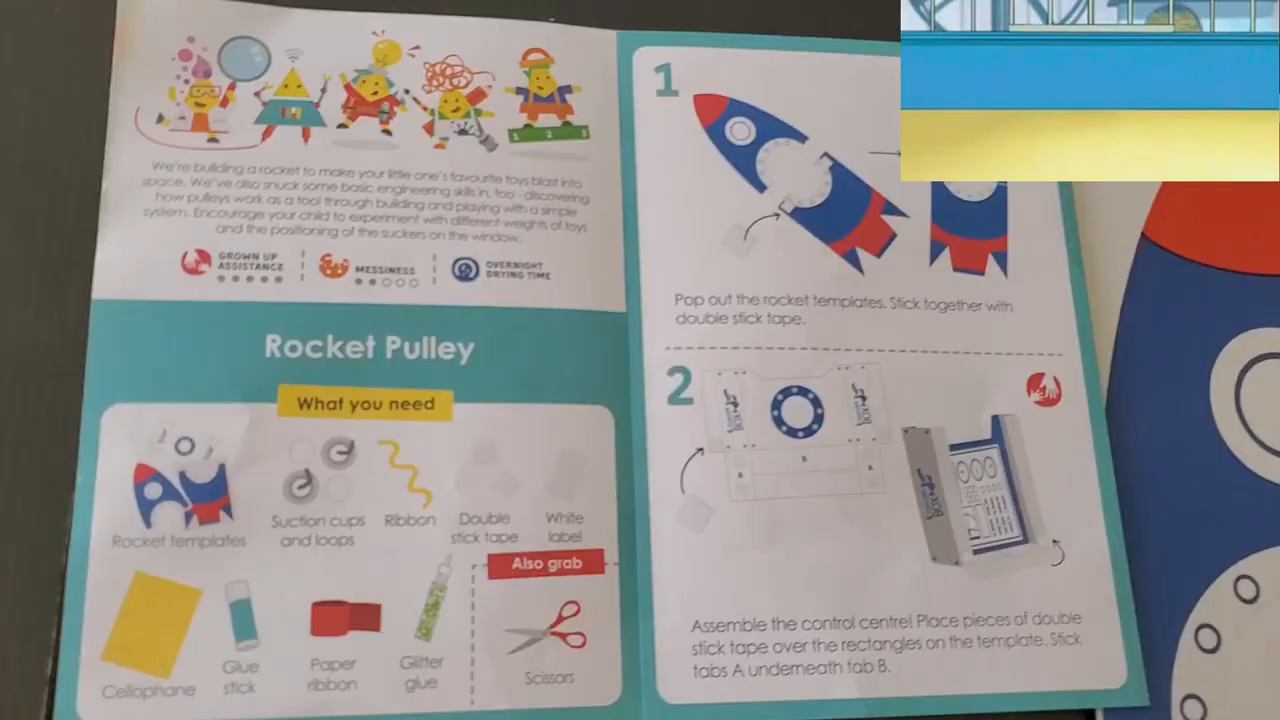 We're building a rocket to make your little one's favourite toys blast into
space. We've also snuck some basic engineering skills in, too - discovering
how pulleys work as a tool through building and playing with a simple
system. Encourage your child to experiment with different weights of toys
and the positioning of the suckers on the window.
GROWN UP
ASSISTANCE
MESSINESS
OVERNIGHT
DRYING TIME
Rocket Pulley
What you need
Rocket templates
Suction cups
and loops
Ribbon
Double
stick tape
White
label
Cellophane
Glue
stick
Paper
ribbon
Glitter
glue
Also grab
Scissors
1
Pop out the rocket templates. Stick together with
double stick tape.
2
A
B
A
Assemble the control centre! Place pieces of double
stick tape over the rectangles on the template. Stick
tabs A underneath tab B.